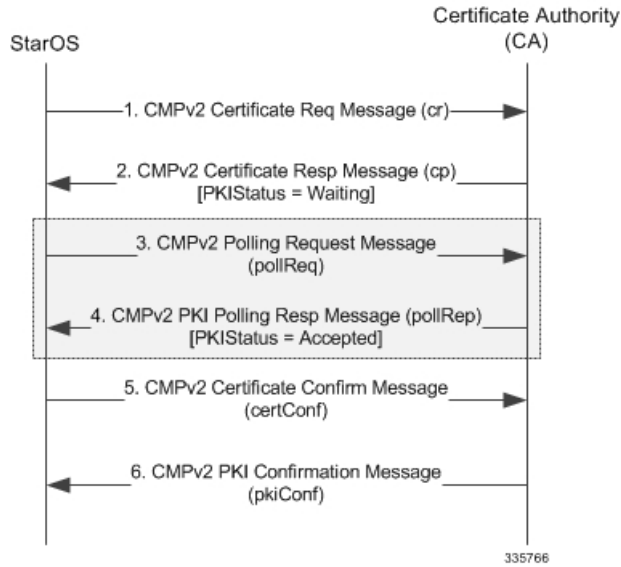 Certificate Authority
(CA)
StarOS
1. CMPv2 Certificate Req Message (cr)
2. CMPv2 Certificate Resp Message (cp)
[PKIStatus = Waiting]
3. CMPv2 Polling Request Message
(pollReq)
4. CMPv2 PKI Polling Resp Message (pollRep)
[PKIStatus = Accepted]
5. CMPv2 Certificate Confirm Message
(certConf)
6. CMPv2 PKI Confirmation Message
(pkiConf)
335766